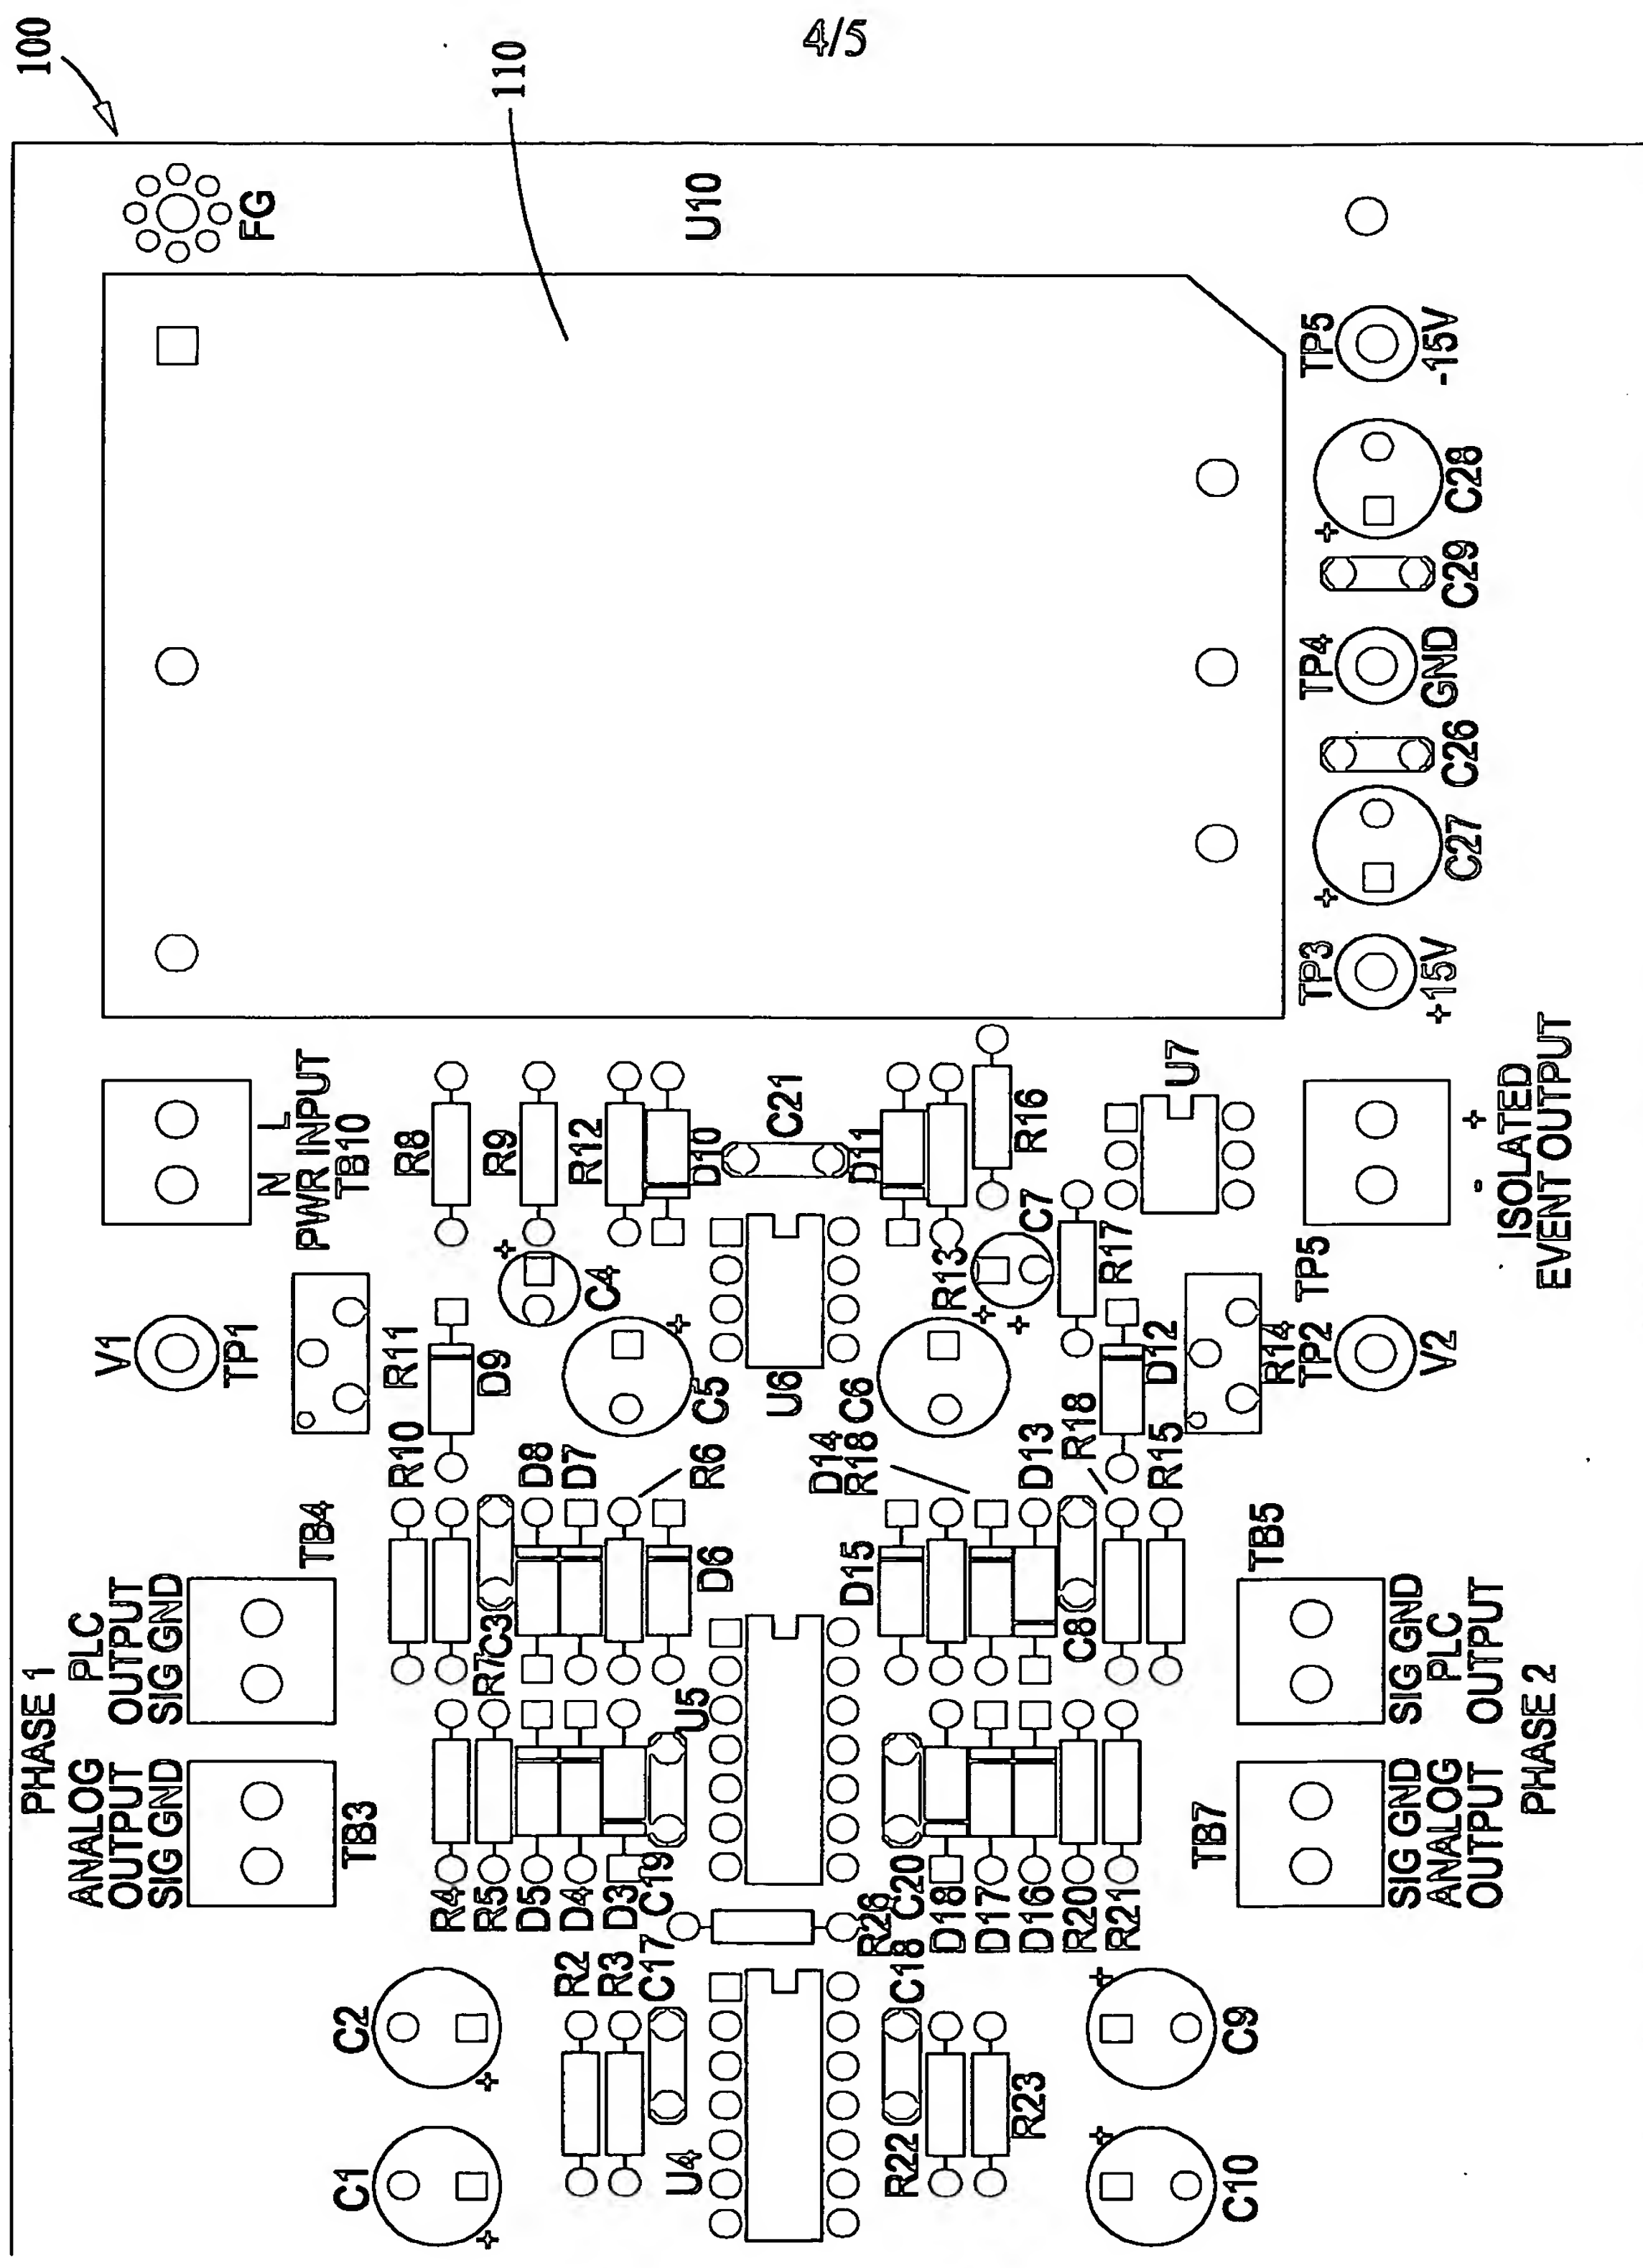 4/5
100
110
FG
U10
TP5
-15V
C28
C29
TP4
GND
C26
C27
TP3
+15V
N L
PWR INPUT
TB10
R8
R9
R12
D10
C21
D11
R16
U7
- +
ISOLATED
EVENT OUTPUT
V1
TP1
R11
D9
C4
C5
U6
C6
R13
C7
R17
D12
R14
TP5
TP2
V2
PHASE 1
PLC
OUTPUT
SIG GND
TB4
R10
D8
D7
R6
D14
R18
D13
R18
R15
TB5
SIG GND
PLC
OUTPUT
PHASE 2
R7
C3
D6
D15
C8
ANALOG
OUTPUT
SIG GND
TB3
R4
R5
D5
D4
D3
C19
U5
R26
C20
D18
D17
D16
R20
R21
TB7
SIG GND
ANALOG
OUTPUT
C2
R2
R3
C17
C18
C9
C1
U4
R22
R23
C10
+
+
+
+
+
+
+
+
+
+